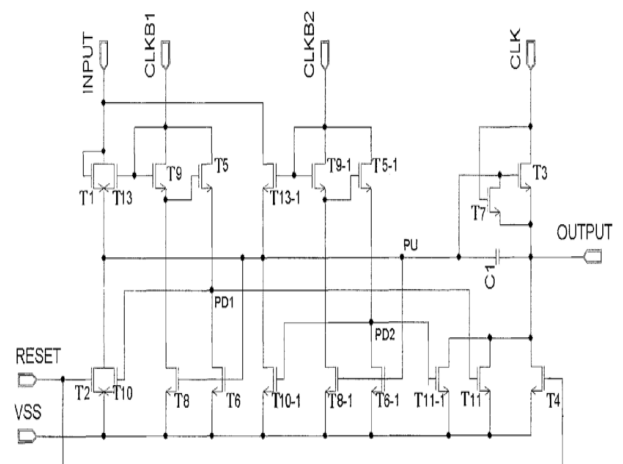 INPUT
CLKB1
CLKB2
CLK
T1
T13
T9
T5
T13-1
T9-1
T5-1
T3
T7
PU
C1
OUTPUT
PD1
PD2
RESET
T2
T10
T8
T6
T10-1
T8-1
T6-1
T11-1
T11
T4
VSS